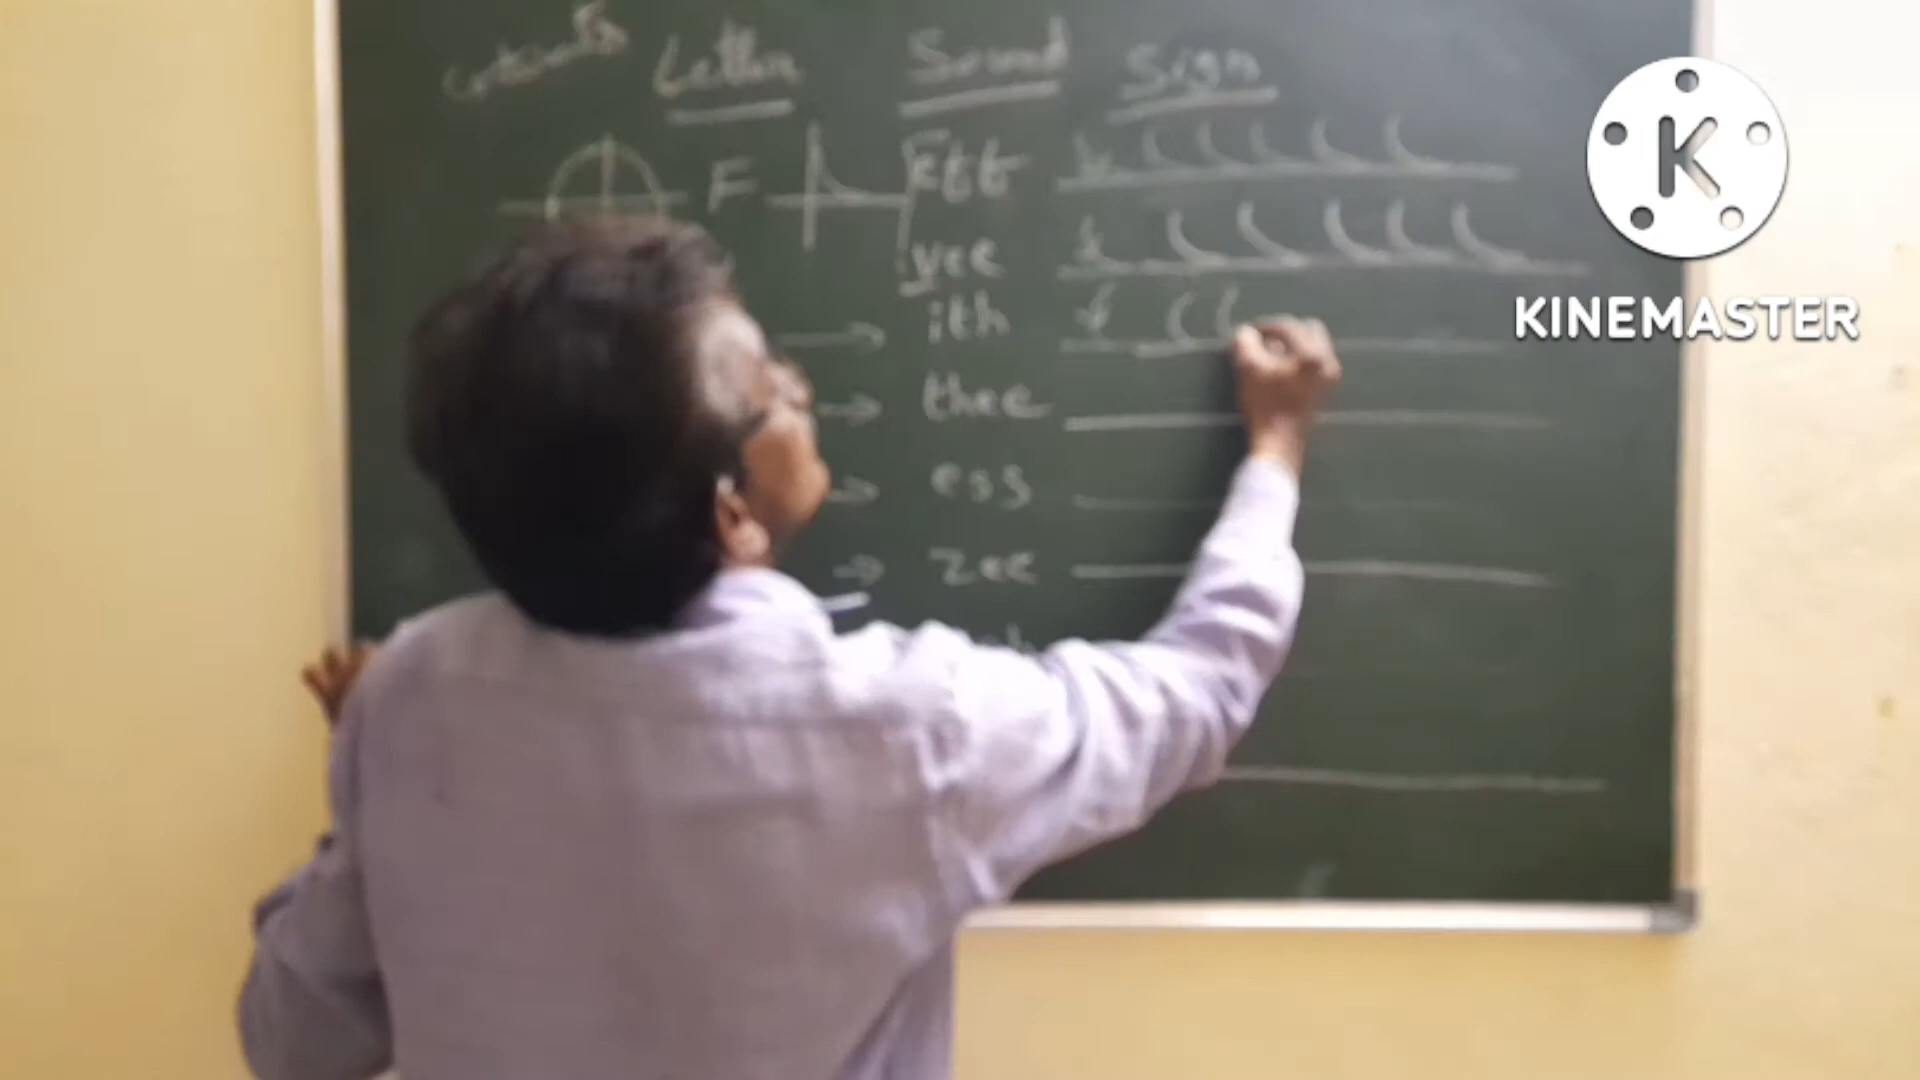 Letter Sound Sign
F Eff
vee
ith
thee
ess
zee
K
KINEMASTER